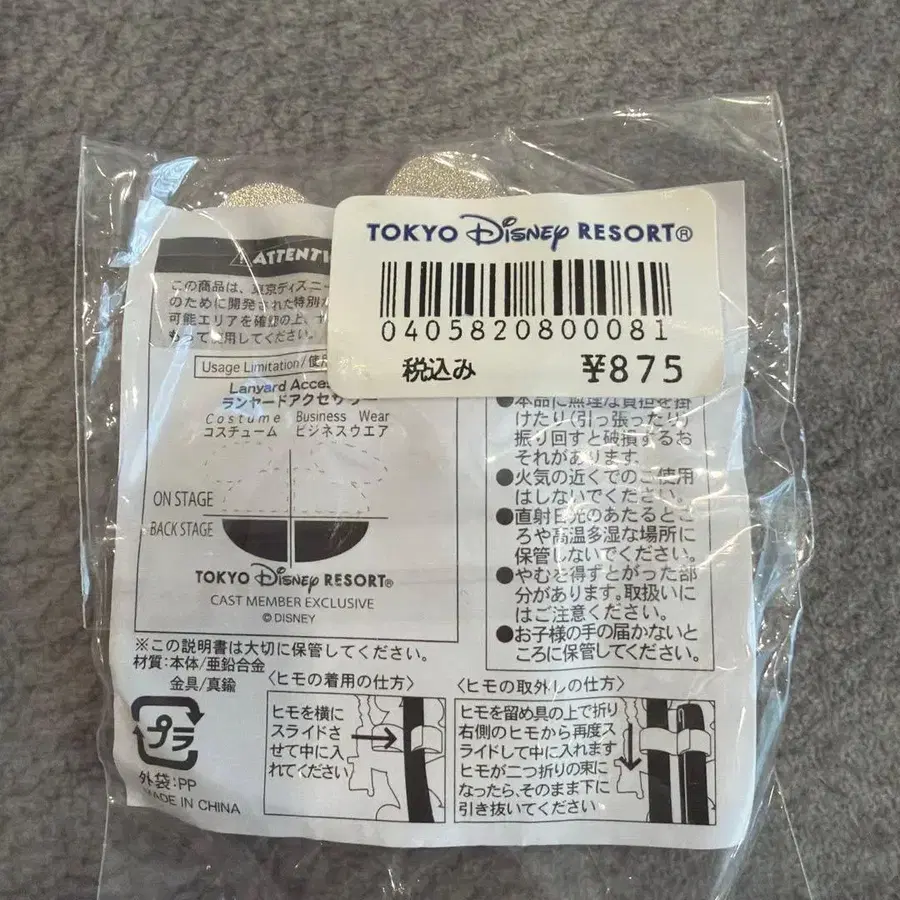 TOKYO Disney RESORT®
0405820800081
税込み ¥875
ATTENTI
この商品は、東京ディズニー
のために開発された特別
可能エリアを確認の上、
もって使用してください。
Usage Limitation/使用
Lanyard Acces
ランヤードアクセサリー
Costume Business Wear
コスチューム ビジネスウエア
ON STAGE
BACK STAGE
TOKYO Disney RESORT®
CAST MEMBER EXCLUSIVE
© DISNEY
●本品に無理な負担を掛
けたり(引っ張ったり)
振り回すと破損するお
それがあります。
●火気の近くでのご使用
はしないでください。
●直射日光のあたるとこ
ろや高温多湿な場所に
保管しないでください。
●やむを得ずとがった部
分があります。取扱いに
はご注意ください。
●お子様の手の届かないと
ころに保管してください。
※この説明書は大切に保管してください。
材質:本体/亜鉛合金
金具/真鍮
プラ
外袋:PP
MADE IN CHINA
〈ヒモの着用の仕方〉
ヒモを横に
スライドさ
せて中に入
れてください
〈ヒモの取外しの仕方〉
ヒモを留め具の上で折り
右側のヒモから再度ス
ライドして中に入れます
ヒモが二つ折りの束に
なったら、そのまま下に
引き抜いてください